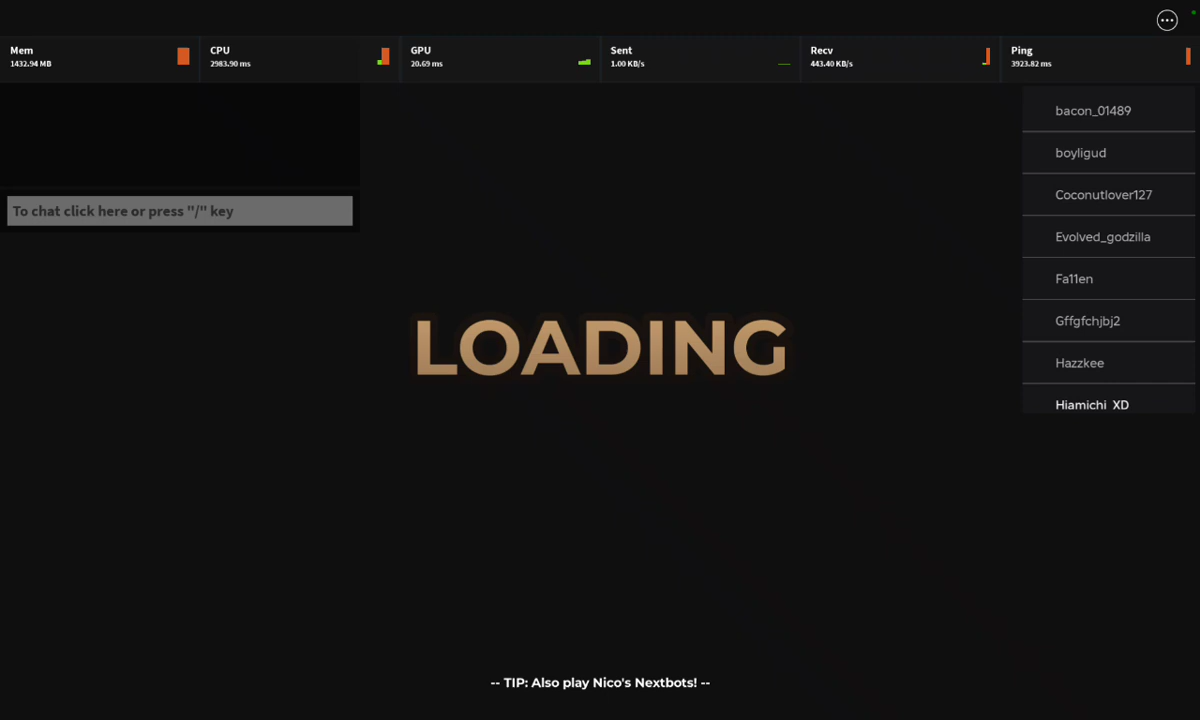 Mem
1432.94 MB
CPU
2983.90 ms
GPU
20.69 ms
Sent
1.00 KB/s
Recv
443.40 KB/s
Ping
3923.82 ms
To chat click here or press "/" key
bacon_01489
boyligud
Coconutlover127
Evolved_godzilla
Fa11en
Gffgfchjbj2
Hazzkee
Hiamichi_XD
LOADING
-- TIP: Also play Nico's Nextbots! --